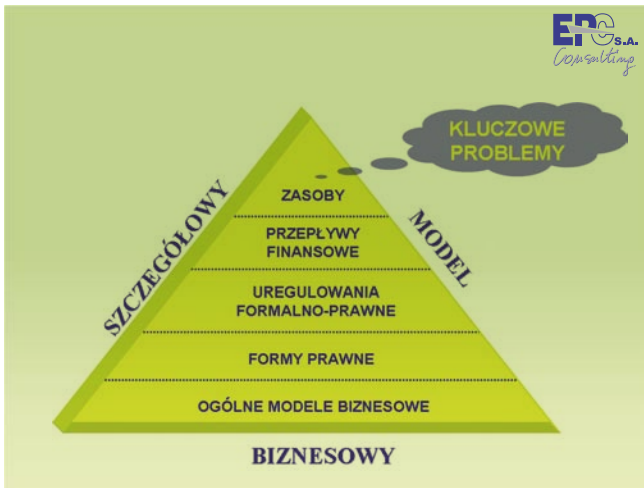 EPC S.A.
Consulting
KLUCZOWE
PROBLEMY
SZCZEGÓŁOWY
MODEL
ZASOBY
PRZEPŁYWY
FINANSOWE
UREGULOWANIA
FORMALNO-PRAWNE
FORMY PRAWNE
OGÓLNE MODELE BIZNESOWE
BIZNESOWY